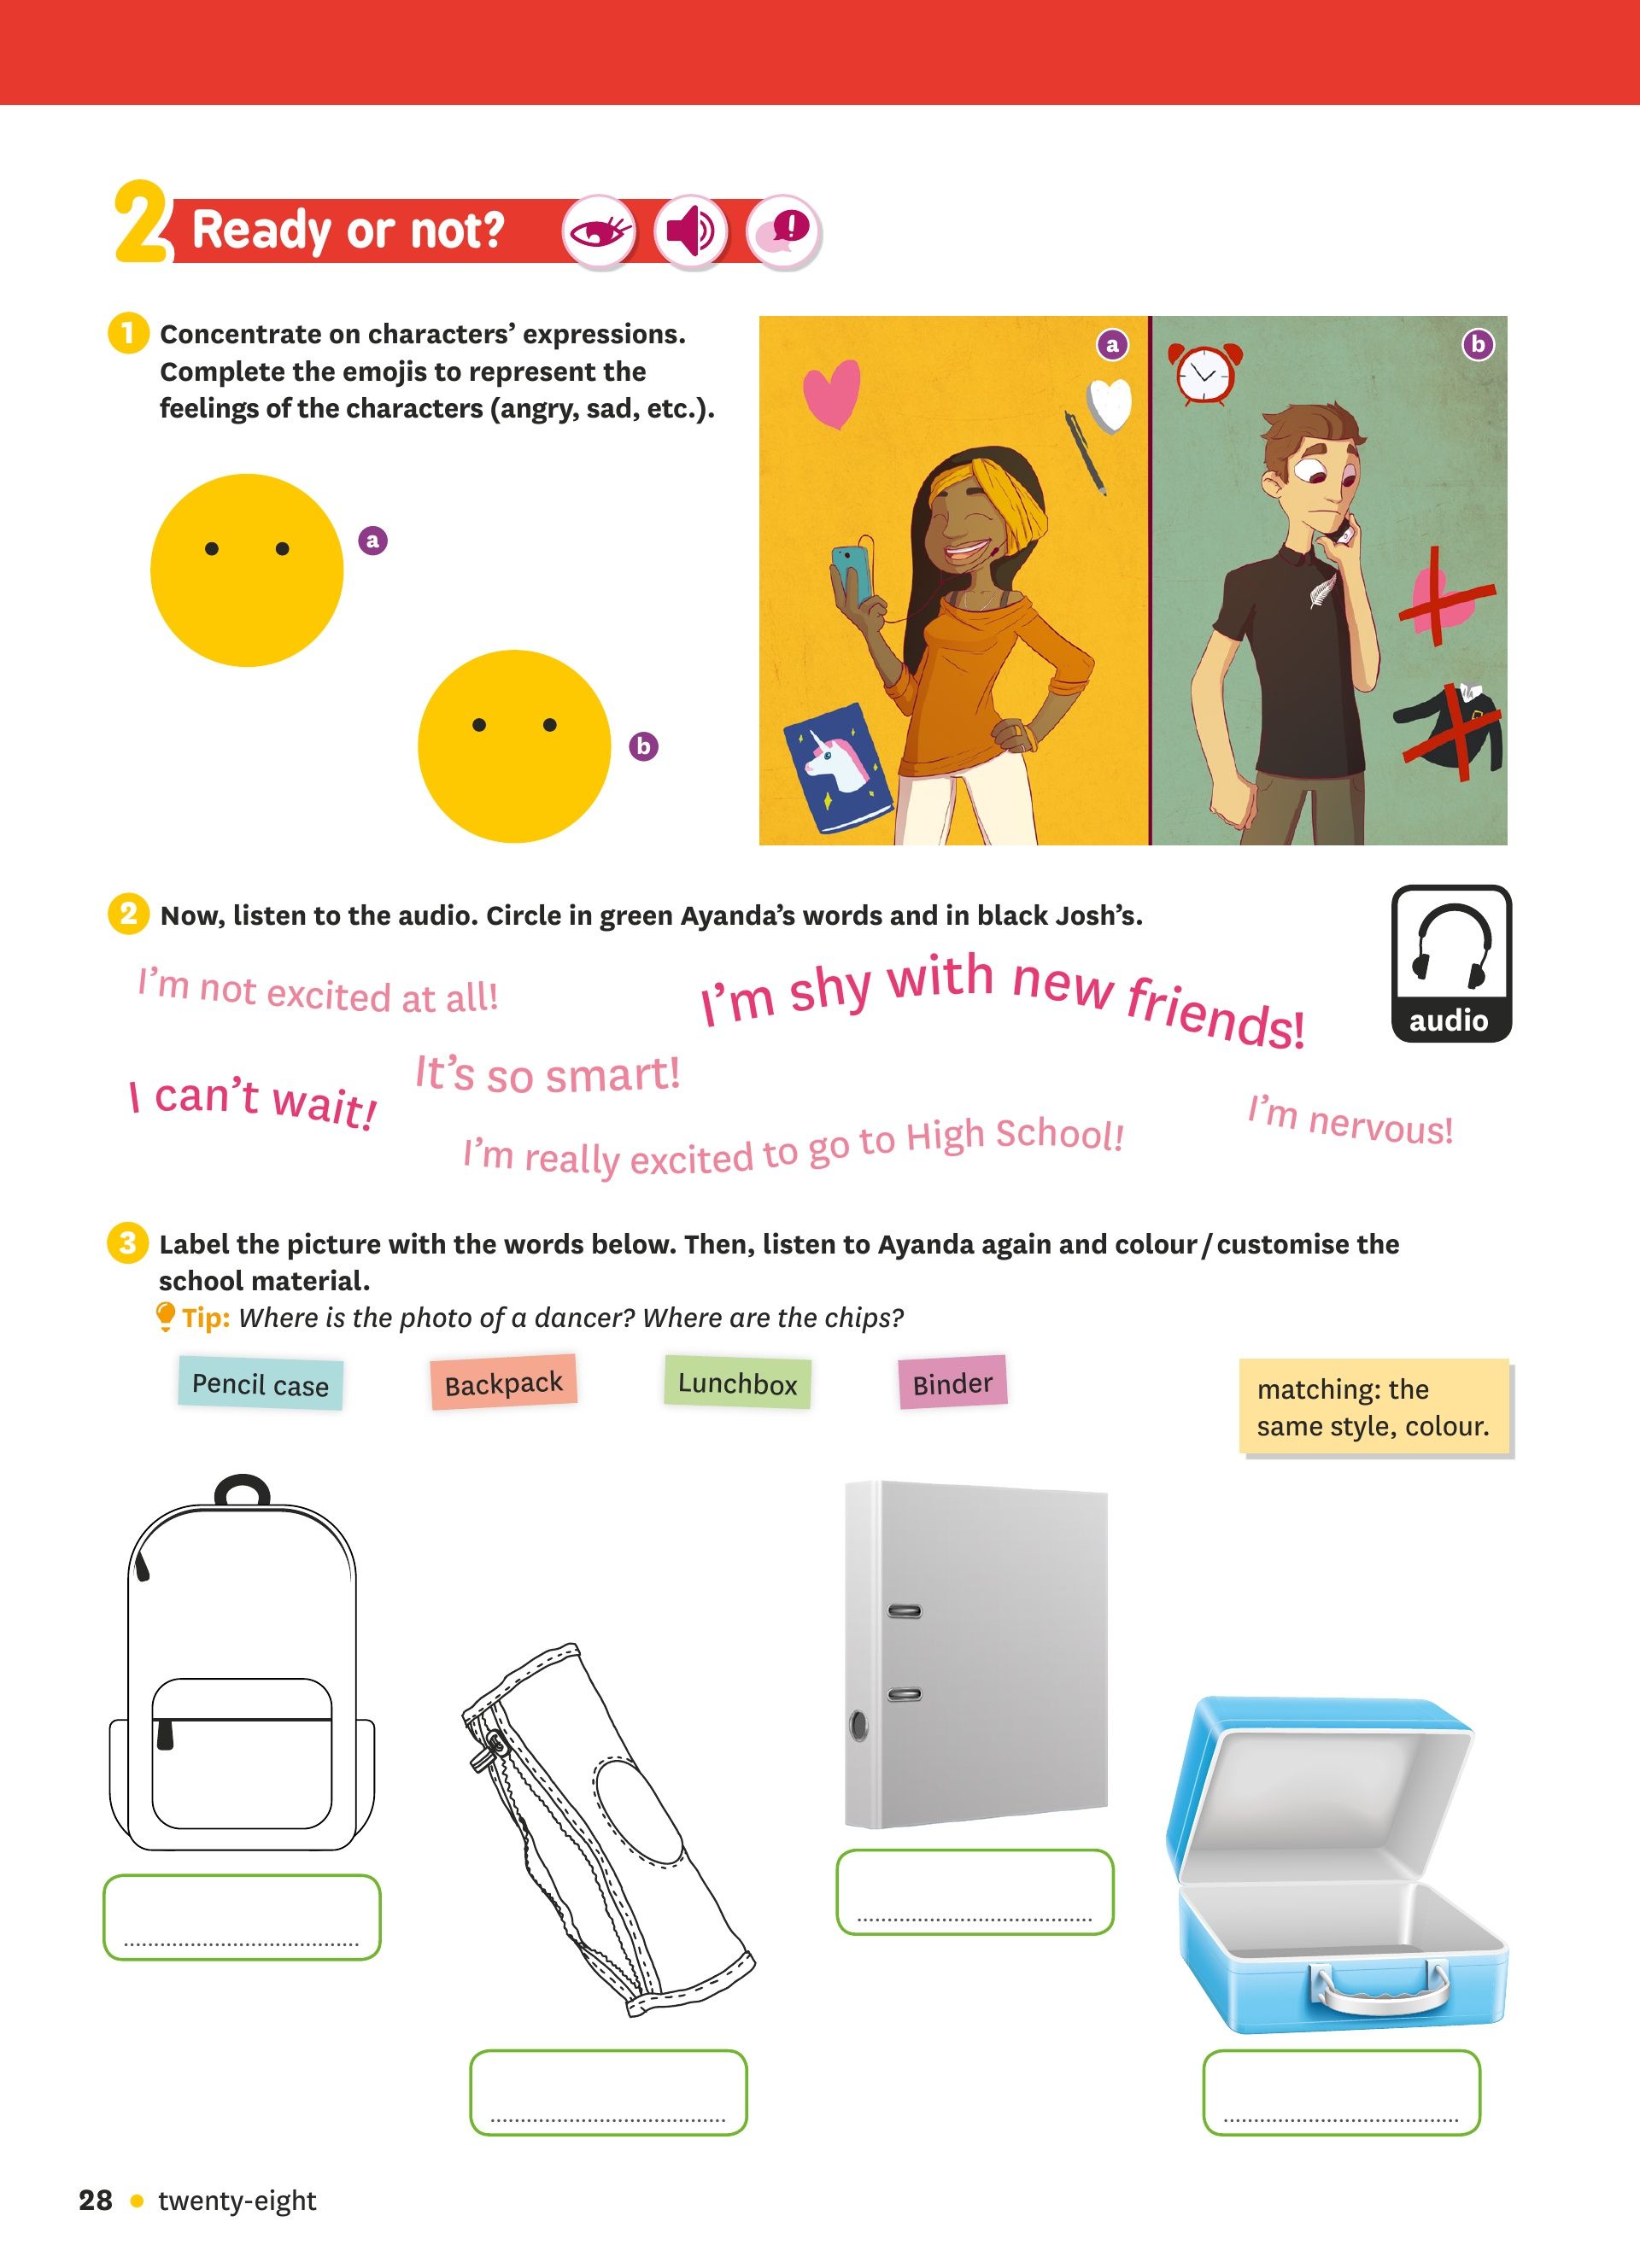 2 Ready or not?
1 Concentrate on characters’ expressions.
Complete the emojis to represent the
feelings of the characters (angry, sad, etc.).
a
b
a
b
2 Now, listen to the audio. Circle in green Ayanda’s words and in black Josh’s.
audio
I’m not excited at all!
I’m shy with new friends!
I can’t wait!
It’s so smart!
I’m really excited to go to High School!
I’m nervous!
3 Label the picture with the words below. Then, listen to Ayanda again and colour/customise the
school material.
Tip: Where is the photo of a dancer? Where are the chips?
Pencil case
Backpack
Lunchbox
Binder
matching: the
same style, colour.
28 • twenty-eight